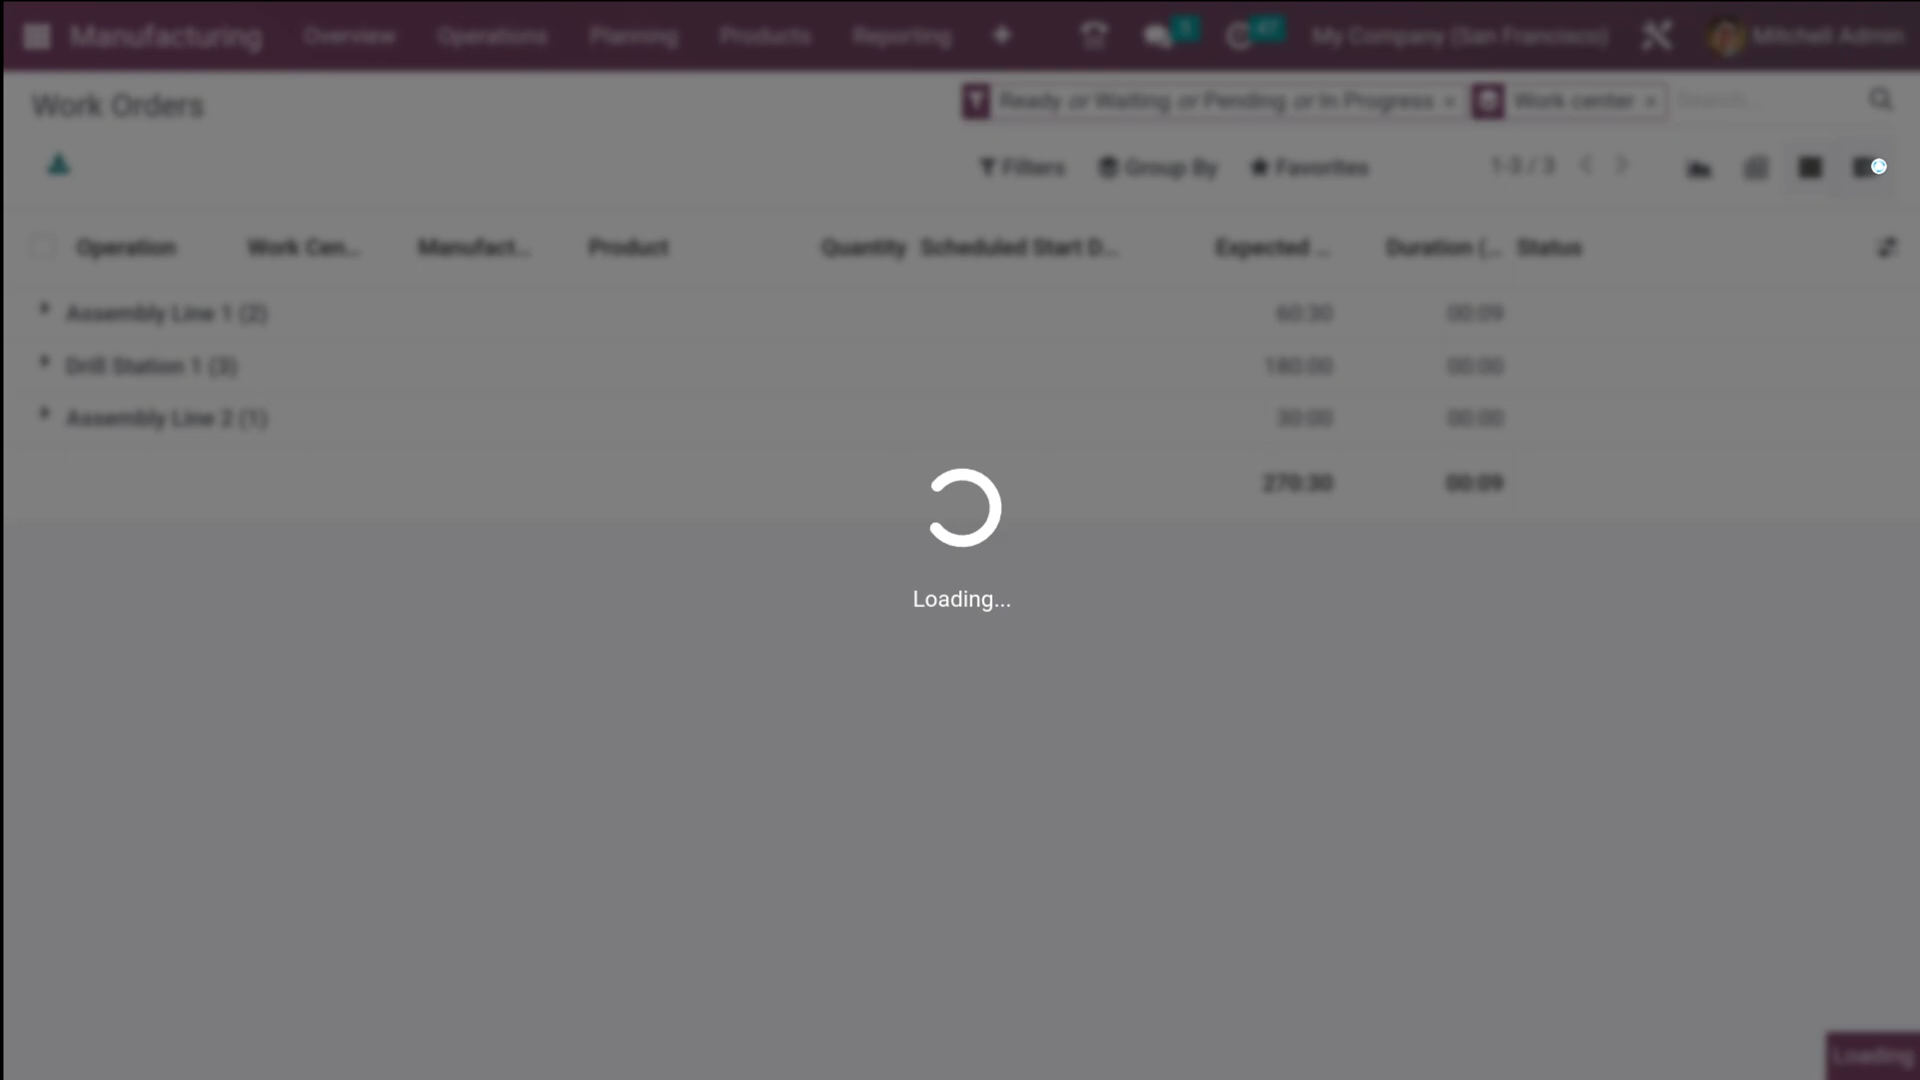 Manufacturing Overview Operations Planning Products Reporting 5 47 My Company (San Francisco) Mitchell Admin
Work Orders Ready or Waiting or Pending or In Progress × Work center × Search...
Filters Group By Favorites 1-3 / 3
Operation Work Cen... Manufact... Product Quantity Scheduled Start D... Expected ... Duration (... Status
Assembly Line 1 (2) 60:30 00:09
Drill Station 1 (3) 180:00 00:00
Assembly Line 2 (1) 30:00 00:00
270:30 00:09
Loading...
Loading